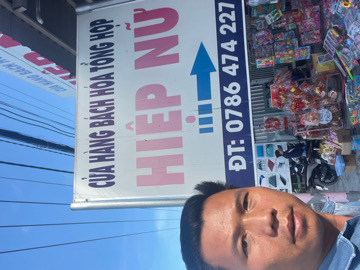 CỬA HÀNG BÁCH HÓA TỔNG HỢP
HIỆP NỮ
ĐT: 0786 474 227